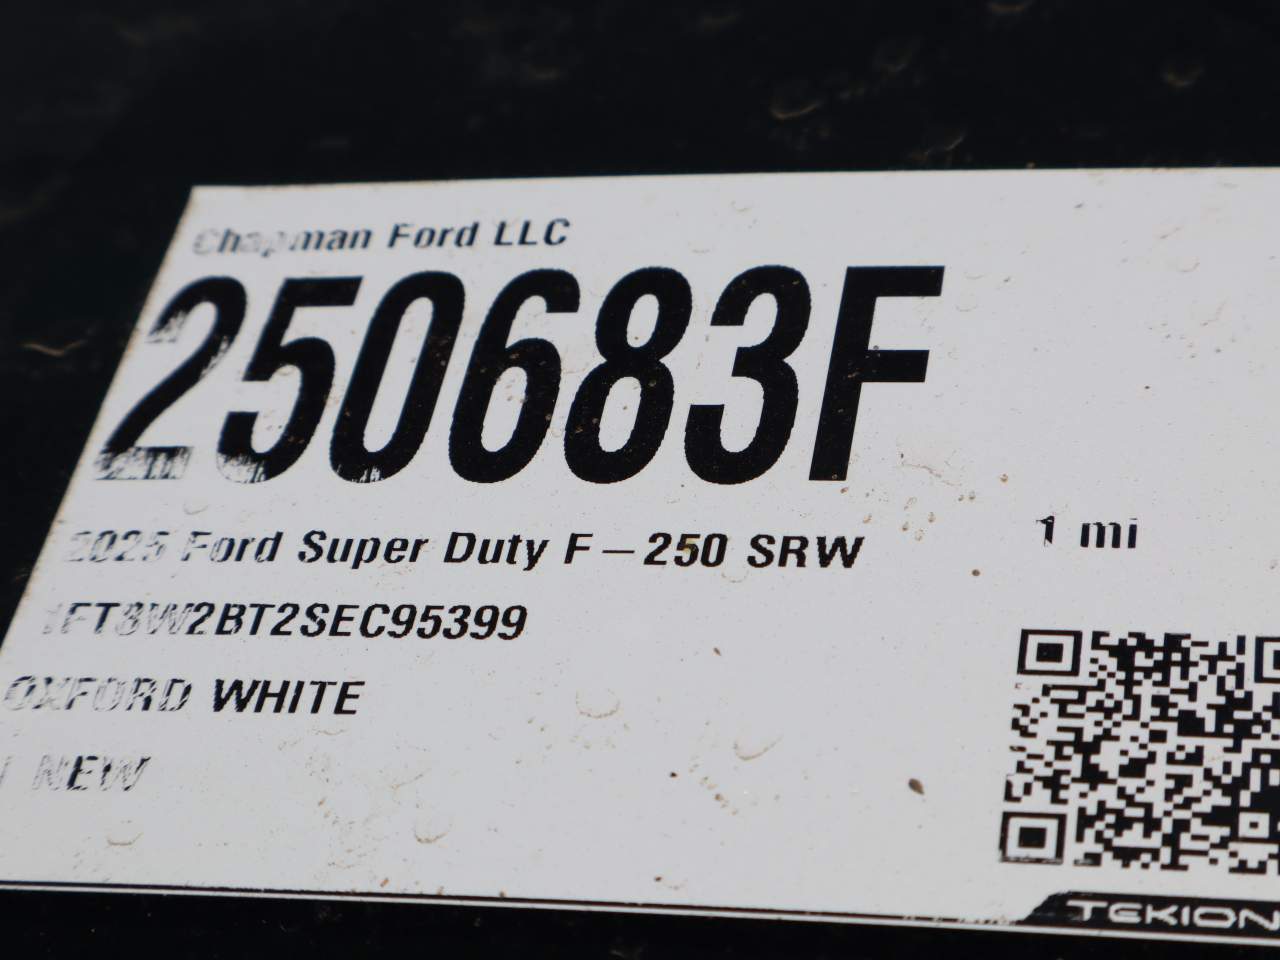 Chapman Ford LLC
250683F
2025 Ford Super Duty F-250 SRW
1 mi
1FT8W2BT2SEC95399
OXFORD WHITE
NEW
TEKION